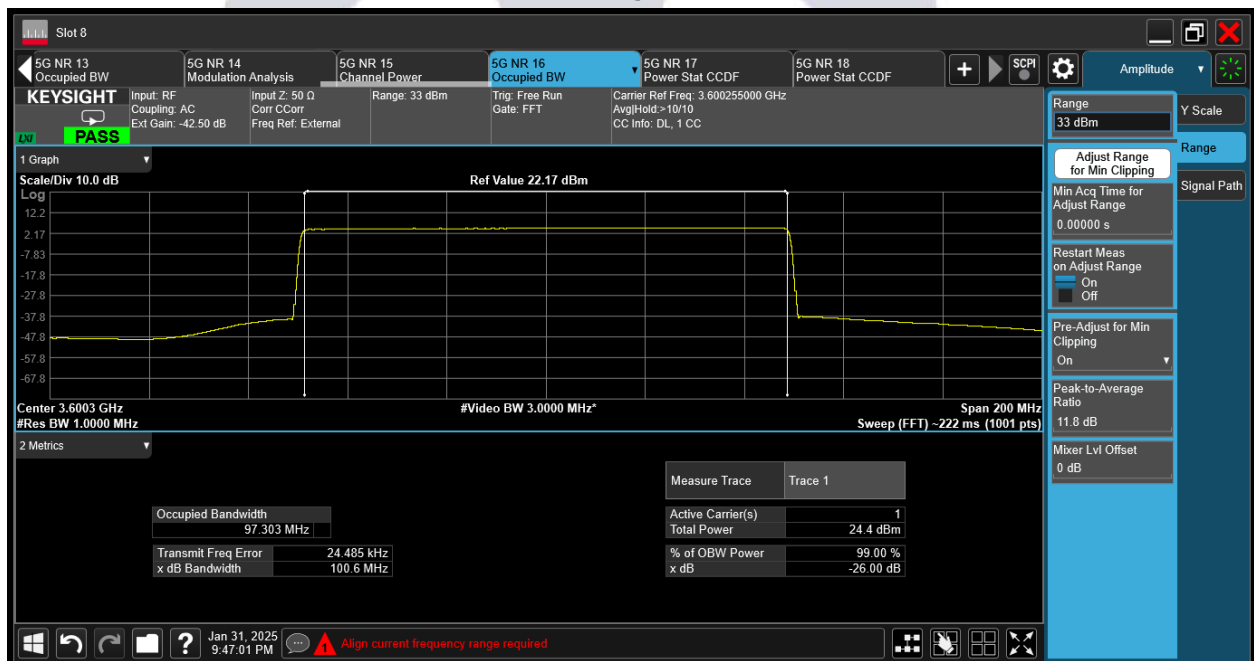 Slot 8
5G NR 13
Occupied BW
5G NR 14
Modulation Analysis
5G NR 15
Channel Power
5G NR 16
Occupied BW
5G NR 17
Power Stat CCDF
5G NR 18
Power Stat CCDF
+
SCPI
Amplitude
KEYSIGHT
LXI
PASS
Input: RF
Coupling: AC
Ext Gain: -42.50 dB
Input Z: 50 Ω
Corr CCorr
Freq Ref: External
Range: 33 dBm
Trig: Free Run
Gate: FFT
Carrier Ref Freq: 3.600255000 GHz
Avg|Hold:>10/10
CC Info: DL, 1 CC
1 Graph
Scale/Div 10.0 dB
Ref Value 22.17 dBm
Log
12.2
2.17
-7.83
-17.8
-27.8
-37.8
-47.8
-57.8
-67.8
Center 3.6003 GHz
#Video BW 3.0000 MHz*
Span 200 MHz
#Res BW 1.0000 MHz
Sweep (FFT) ~222 ms (1001 pts)
2 Metrics
Measure Trace Trace 1
Occupied Bandwidth
97.303 MHz
Active Carrier(s) 1
Total Power 24.4 dBm
Transmit Freq Error 24.485 kHz
x dB Bandwidth 100.6 MHz
% of OBW Power 99.00 %
x dB -26.00 dB
Range
33 dBm
Adjust Range
for Min Clipping
Min Acq Time for
Adjust Range
0.00000 s
Restart Meas
on Adjust Range
On
Off
Pre-Adjust for Min
Clipping
On
Peak-to-Average
Ratio
11.8 dB
Mixer Lvl Offset
0 dB
Y Scale
Range
Signal Path
?
Jan 31, 2025
9:47:01 PM
1
Align current frequency range required